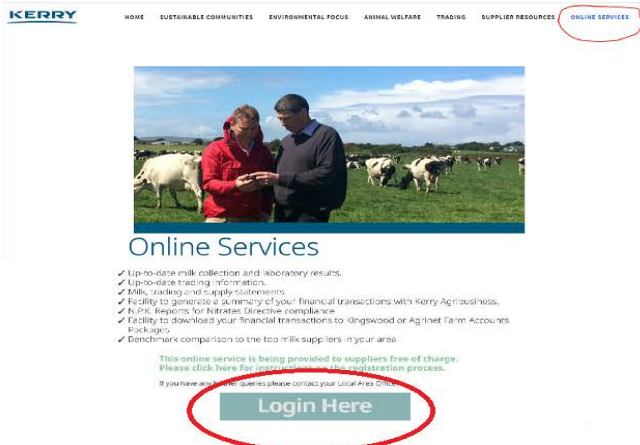 KERRY
HOME SUSTAINABLE COMMUNITIES ENVIRONMENTAL FOCUS ANIMAL WELFARE TRADING SUPPLIER RESOURCES ONLINE SERVICES
Online Services
✓ Up-to-date milk collection and laboratory results.
✓ Up-to-date trading information.
✓ Milk, trading and supply statements.
✓ Facility to generate a summary of your financial transactions with Kerry Agribusiness.
✓ N.P.K. Reports for Nitrates Directive compliance
✓ Facility to download your financial transactions to Kingswood or Agrinet Farm Accounts
Packages
✓ Benchmark comparison to the top milk suppliers in your area
This online service is being provided to suppliers free of charge.
Please click here for instructions on the registration process.
If you have any further queries please contact your Local Area Office
Login Here